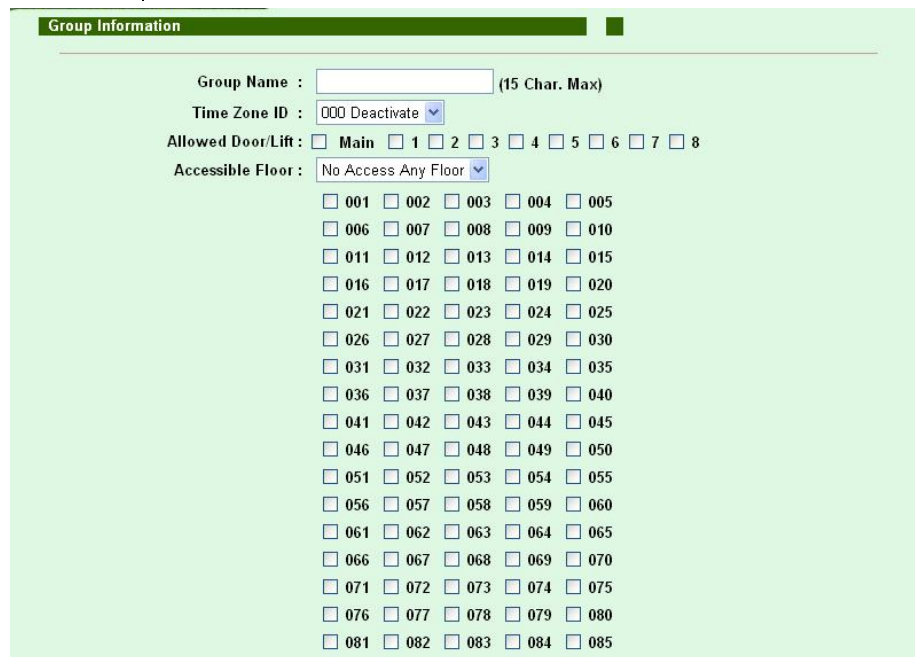 Group Information
Group Name : (15 Char. Max)
Time Zone ID : 000 Deactivate
Allowed Door/Lift : Main 1 2 3 4 5 6 7 8
Accessible Floor : No Access Any Floor
001 002 003 004 005
006 007 008 009 010
011 012 013 014 015
016 017 018 019 020
021 022 023 024 025
026 027 028 029 030
031 032 033 034 035
036 037 038 039 040
041 042 043 044 045
046 047 048 049 050
051 052 053 054 055
056 057 058 059 060
061 062 063 064 065
066 067 068 069 070
071 072 073 074 075
076 077 078 079 080
081 082 083 084 085